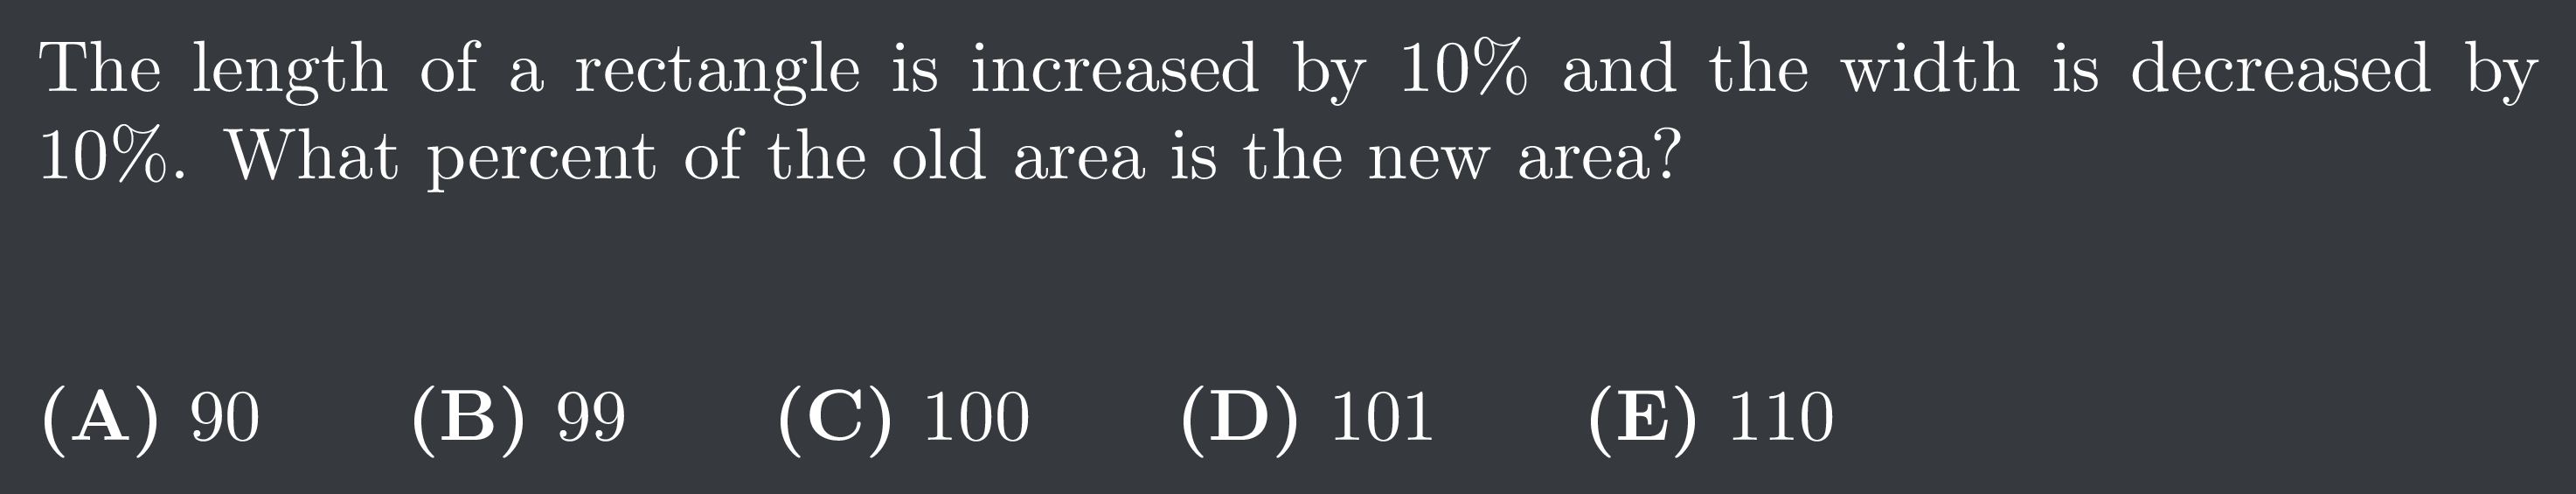 The length of a rectangle is increased by 10% and the width is decreased by
10%. What percent of the old area is the new area?
(A) 90 (B) 99 (C) 100 (D) 101 (E) 110